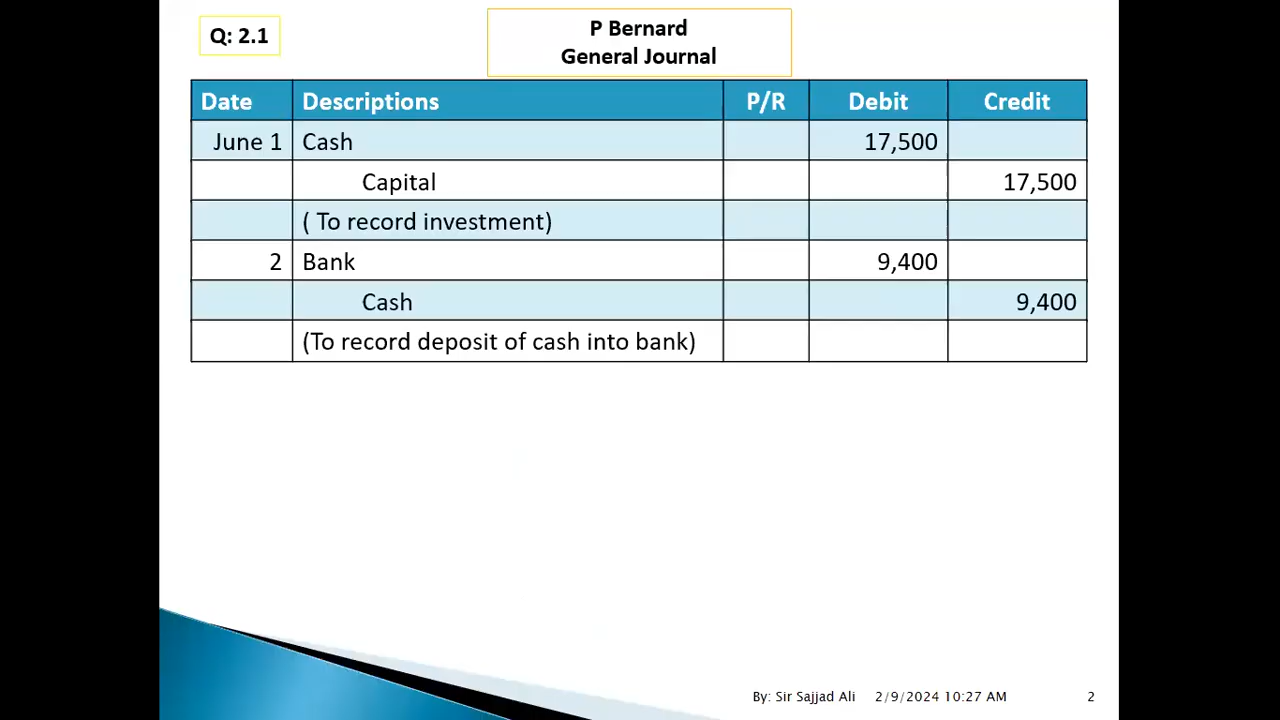 Q: 2.1
P Bernard
General Journal
Date Descriptions P/R Debit Credit
June 1 Cash 17,500
Capital 17,500
( To record investment)
2 Bank 9,400
Cash 9,400
(To record deposit of cash into bank)
By: Sir Sajjad Ali 2/9/2024 10:27 AM 2